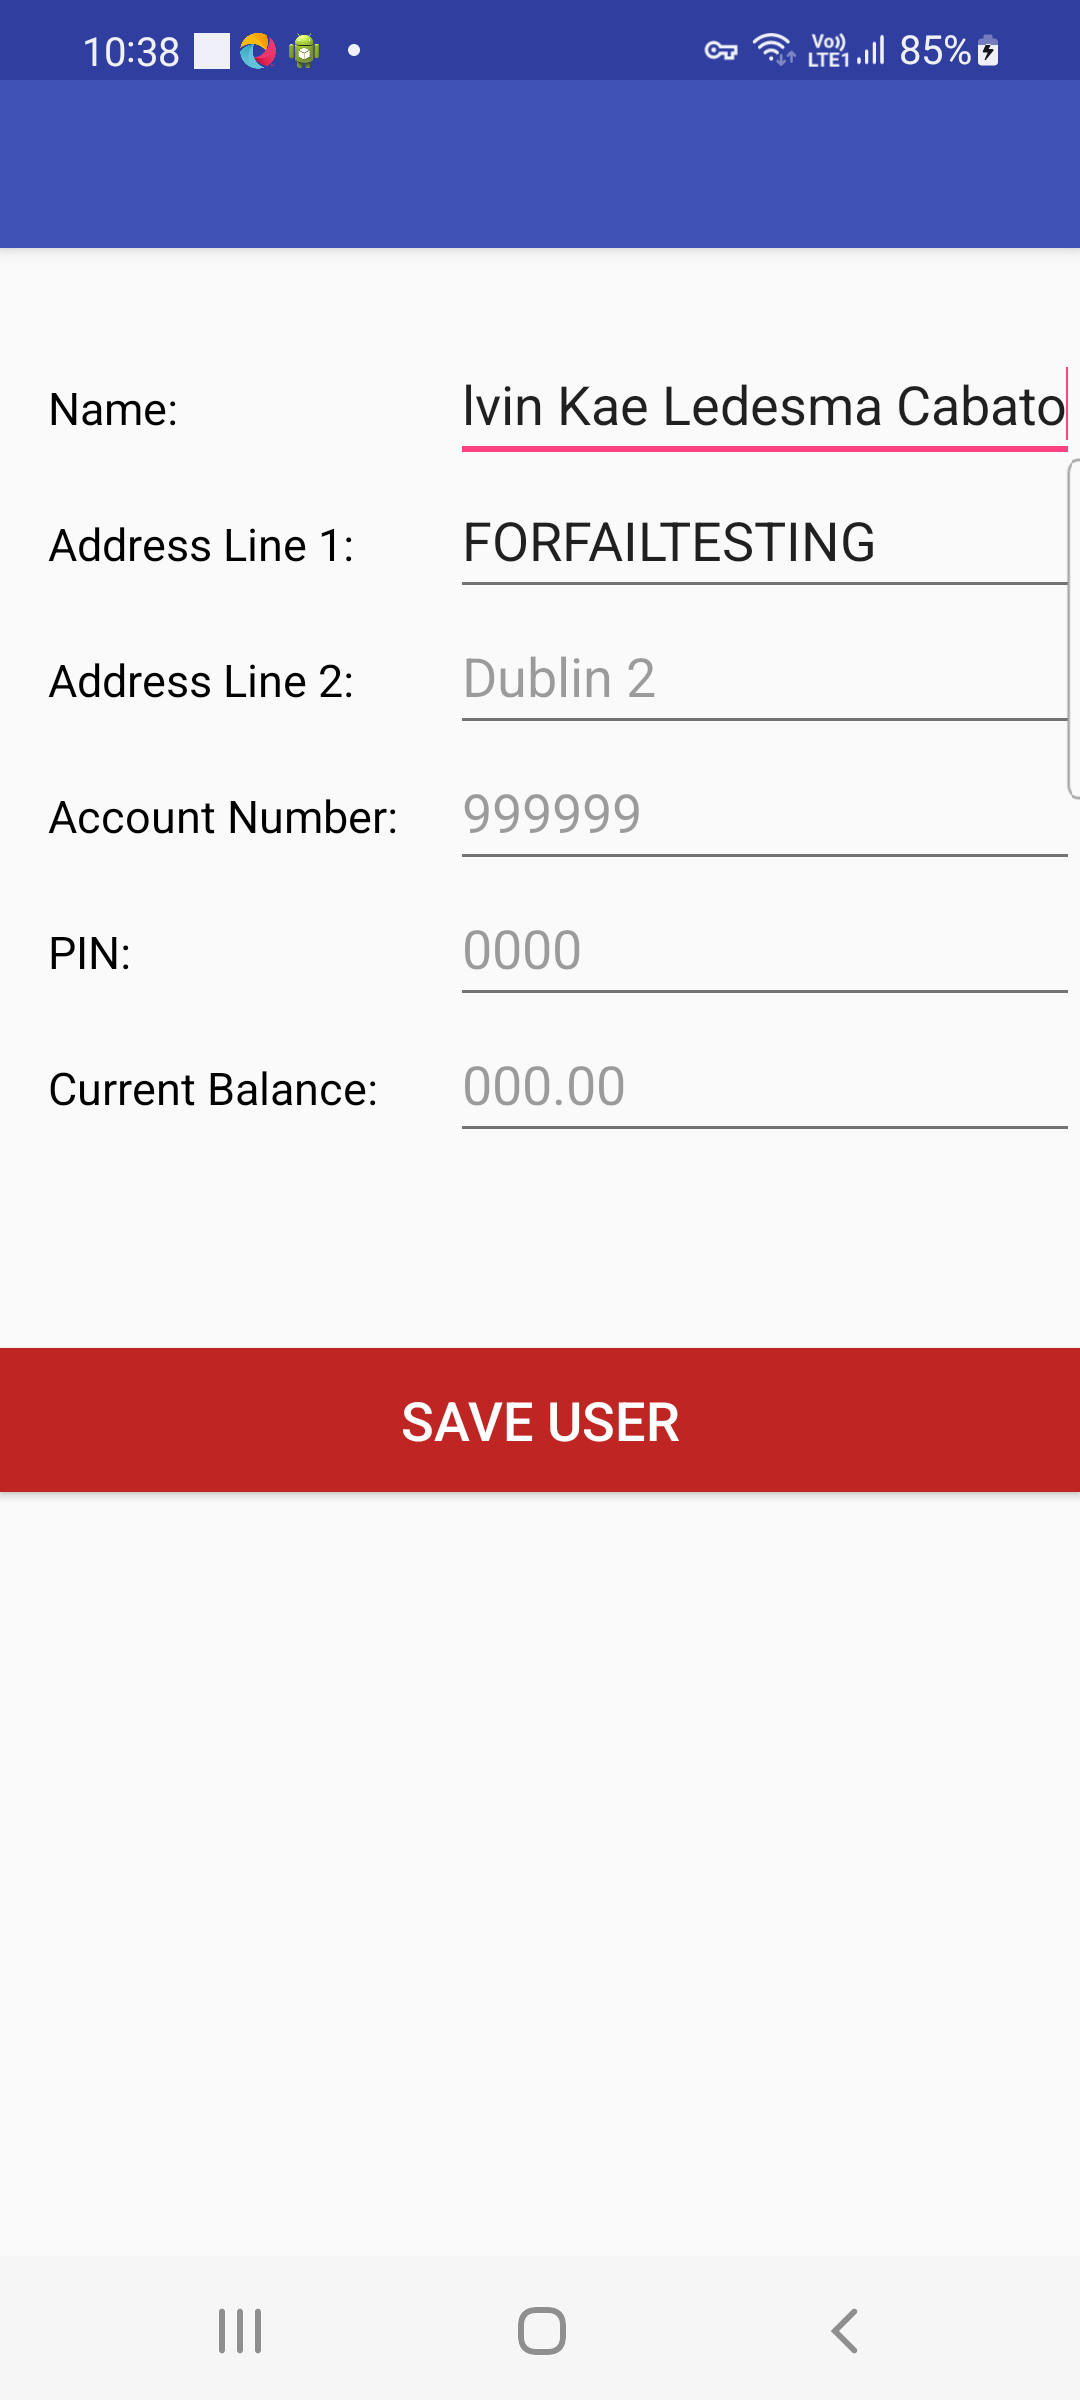 10:38 Vo)) LTE1 85%
Name: lvin Kae Ledesma Cabato
Address Line 1: FORFAILTESTING
Address Line 2: Dublin 2
Account Number: 999999
PIN: 0000
Current Balance: 000.00
SAVE USER